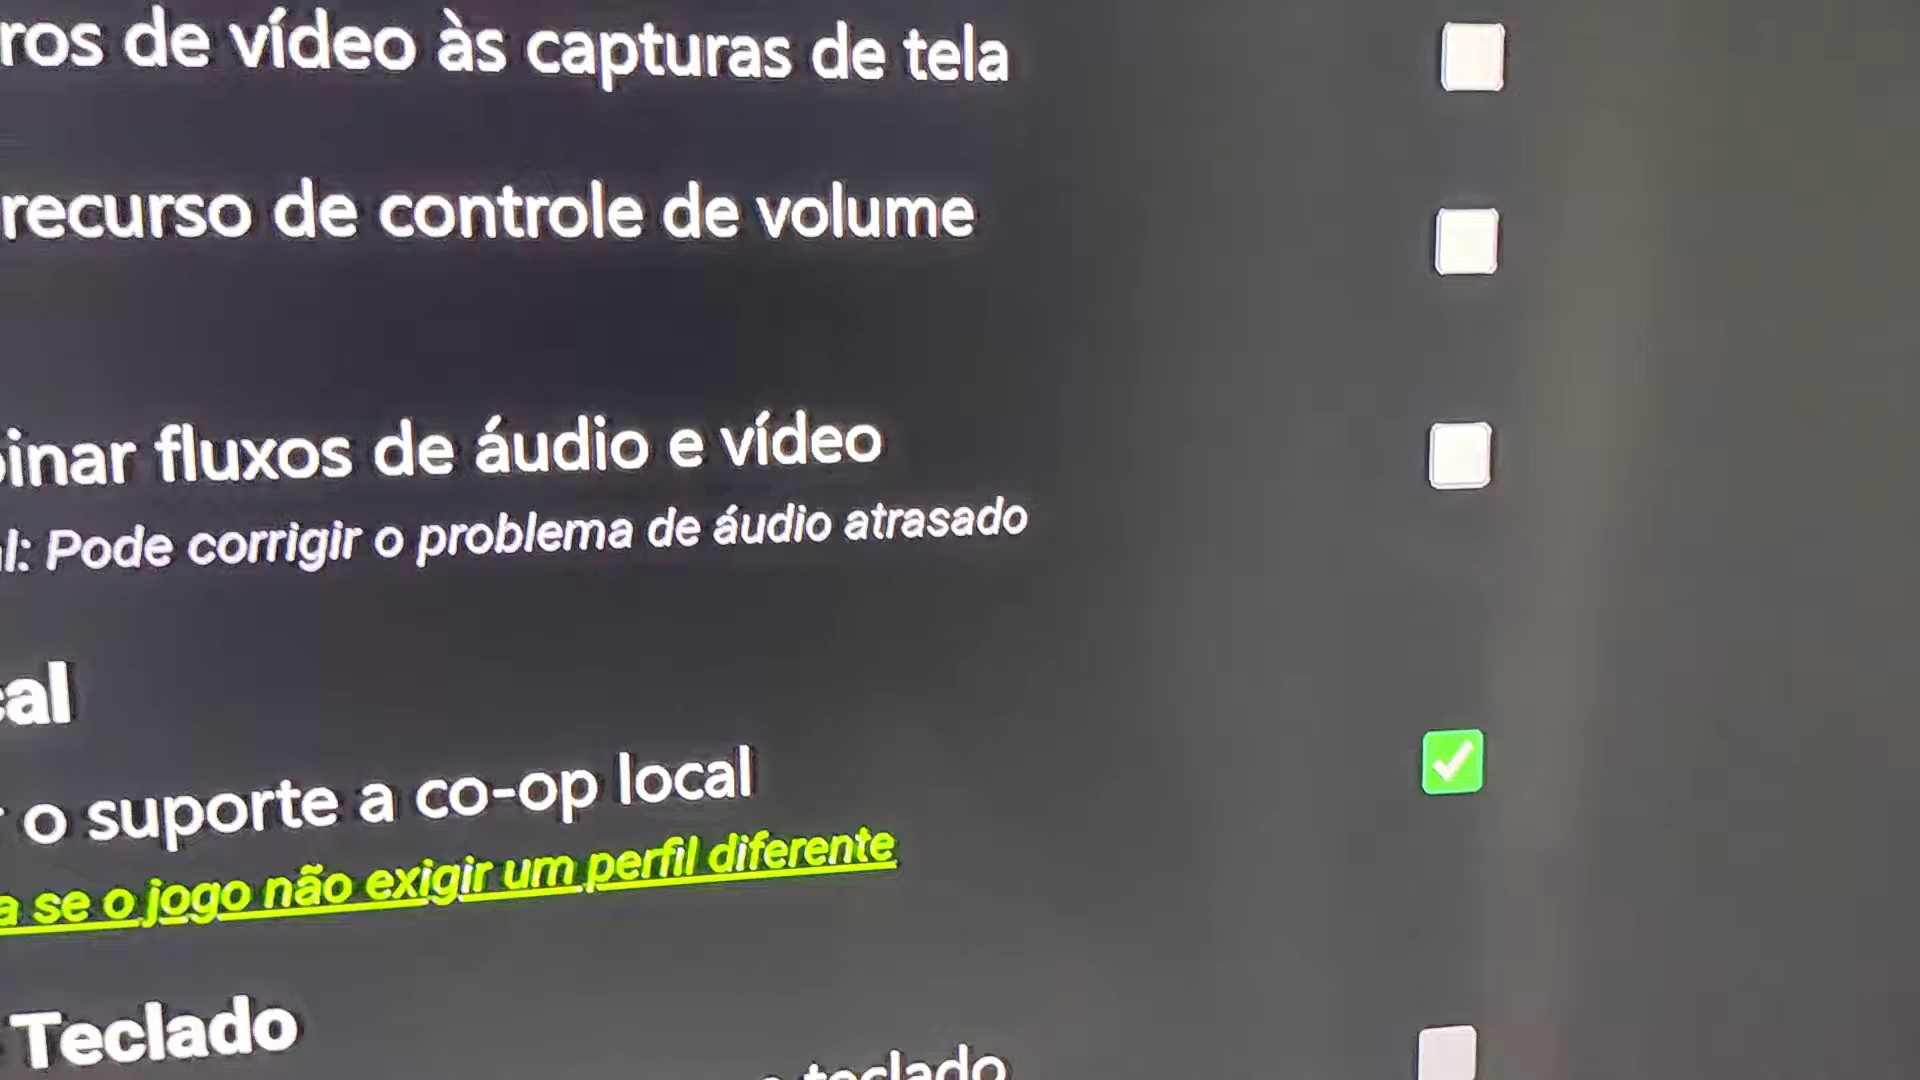 ros de vídeo às capturas de tela
recurso de controle de volume
inar fluxos de áudio e vídeo
l: Pode corrigir o problema de áudio atrasado
al
o suporte a co-op local
a se o jogo não exigir um perfil diferente
Teclado
teclado